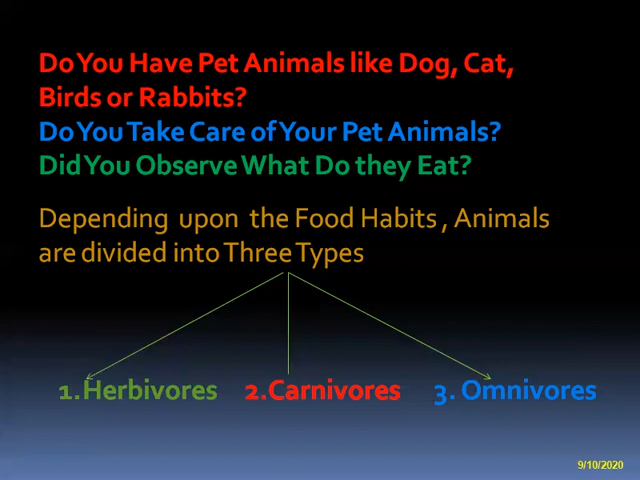 Do You Have Pet Animals like Dog, Cat,
Birds or Rabbits?
Do You Take Care of Your Pet Animals?
Did You Observe What Do they Eat?
Depending upon the Food Habits , Animals
are divided into Three Types
1.Herbivores 2.Carnivores 3. Omnivores
9/10/2020